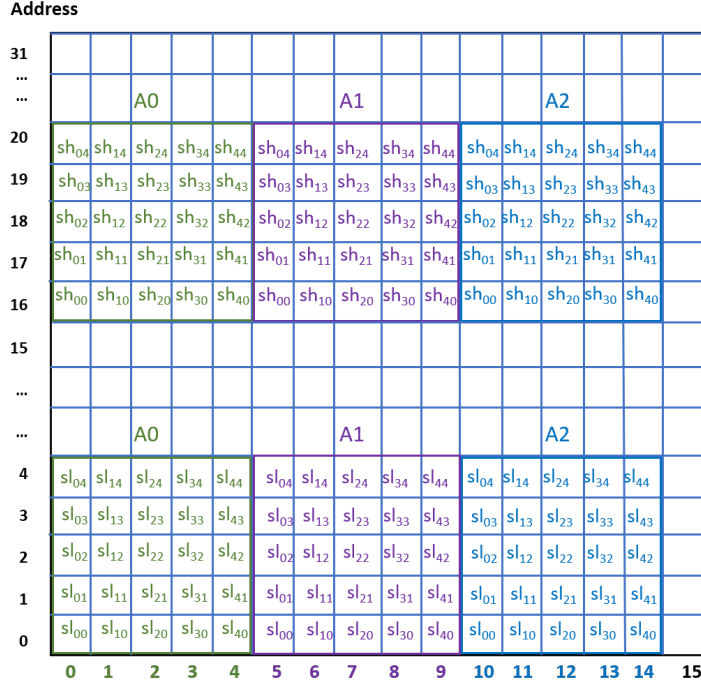 Address
31
...
... A0 A1 A2
20 sh₀₄ sh₁₄ sh₂₄ sh₃₄ sh₄₄ sh₀₄ sh₁₄ sh₂₄ sh₃₄ sh₄₄ sh₀₄ sh₁₄ sh₂₄ sh₃₄ sh₄₄
19 sh₀₃ sh₁₃ sh₂₃ sh₃₃ sh₄₃ sh₀₃ sh₁₃ sh₂₃ sh₃₃ sh₄₃ sh₀₃ sh₁₃ sh₂₃ sh₃₃ sh₄₃
18 sh₀₂ sh₁₂ sh₂₂ sh₃₂ sh₄₂ sh₀₂ sh₁₂ sh₂₂ sh₃₂ sh₄₂ sh₀₂ sh₁₂ sh₂₂ sh₃₂ sh₄₂
17 sh₀₁ sh₁₁ sh₂₁ sh₃₁ sh₄₁ sh₀₁ sh₁₁ sh₂₁ sh₃₁ sh₄₁ sh₀₁ sh₁₁ sh₂₁ sh₃₁ sh₄₁
16 sh₀₀ sh₁₀ sh₂₀ sh₃₀ sh₄₀ sh₀₀ sh₁₀ sh₂₀ sh₃₀ sh₄₀ sh₀₀ sh₁₀ sh₂₀ sh₃₀ sh₄₀
15
...
... A0 A1 A2
4 sl₀₄ sl₁₄ sl₂₄ sl₃₄ sl₄₄ sl₀₄ sl₁₄ sl₂₄ sl₃₄ sl₄₄ sl₀₄ sl₁₄ sl₂₄ sl₃₄ sl₄₄
3 sl₀₃ sl₁₃ sl₂₃ sl₃₃ sl₄₃ sl₀₃ sl₁₃ sl₂₃ sl₃₃ sl₄₃ sl₀₃ sl₁₃ sl₂₃ sl₃₃ sl₄₃
2 sl₀₂ sl₁₂ sl₂₂ sl₃₂ sl₄₂ sl₀₂ sl₁₂ sl₂₂ sl₃₂ sl₄₂ sl₀₂ sl₁₂ sl₂₂ sl₃₂ sl₄₂
1 sl₀₁ sl₁₁ sl₂₁ sl₃₁ sl₄₁ sl₀₁ sl₁₁ sl₂₁ sl₃₁ sl₄₁ sl₀₁ sl₁₁ sl₂₁ sl₃₁ sl₄₁
0 sl₀₀ sl₁₀ sl₂₀ sl₃₀ sl₄₀ sl₀₀ sl₁₀ sl₂₀ sl₃₀ sl₄₀ sl₀₀ sl₁₀ sl₂₀ sl₃₀ sl₄₀
0 1 2 3 4 5 6 7 8 9 10 11 12 13 14 15